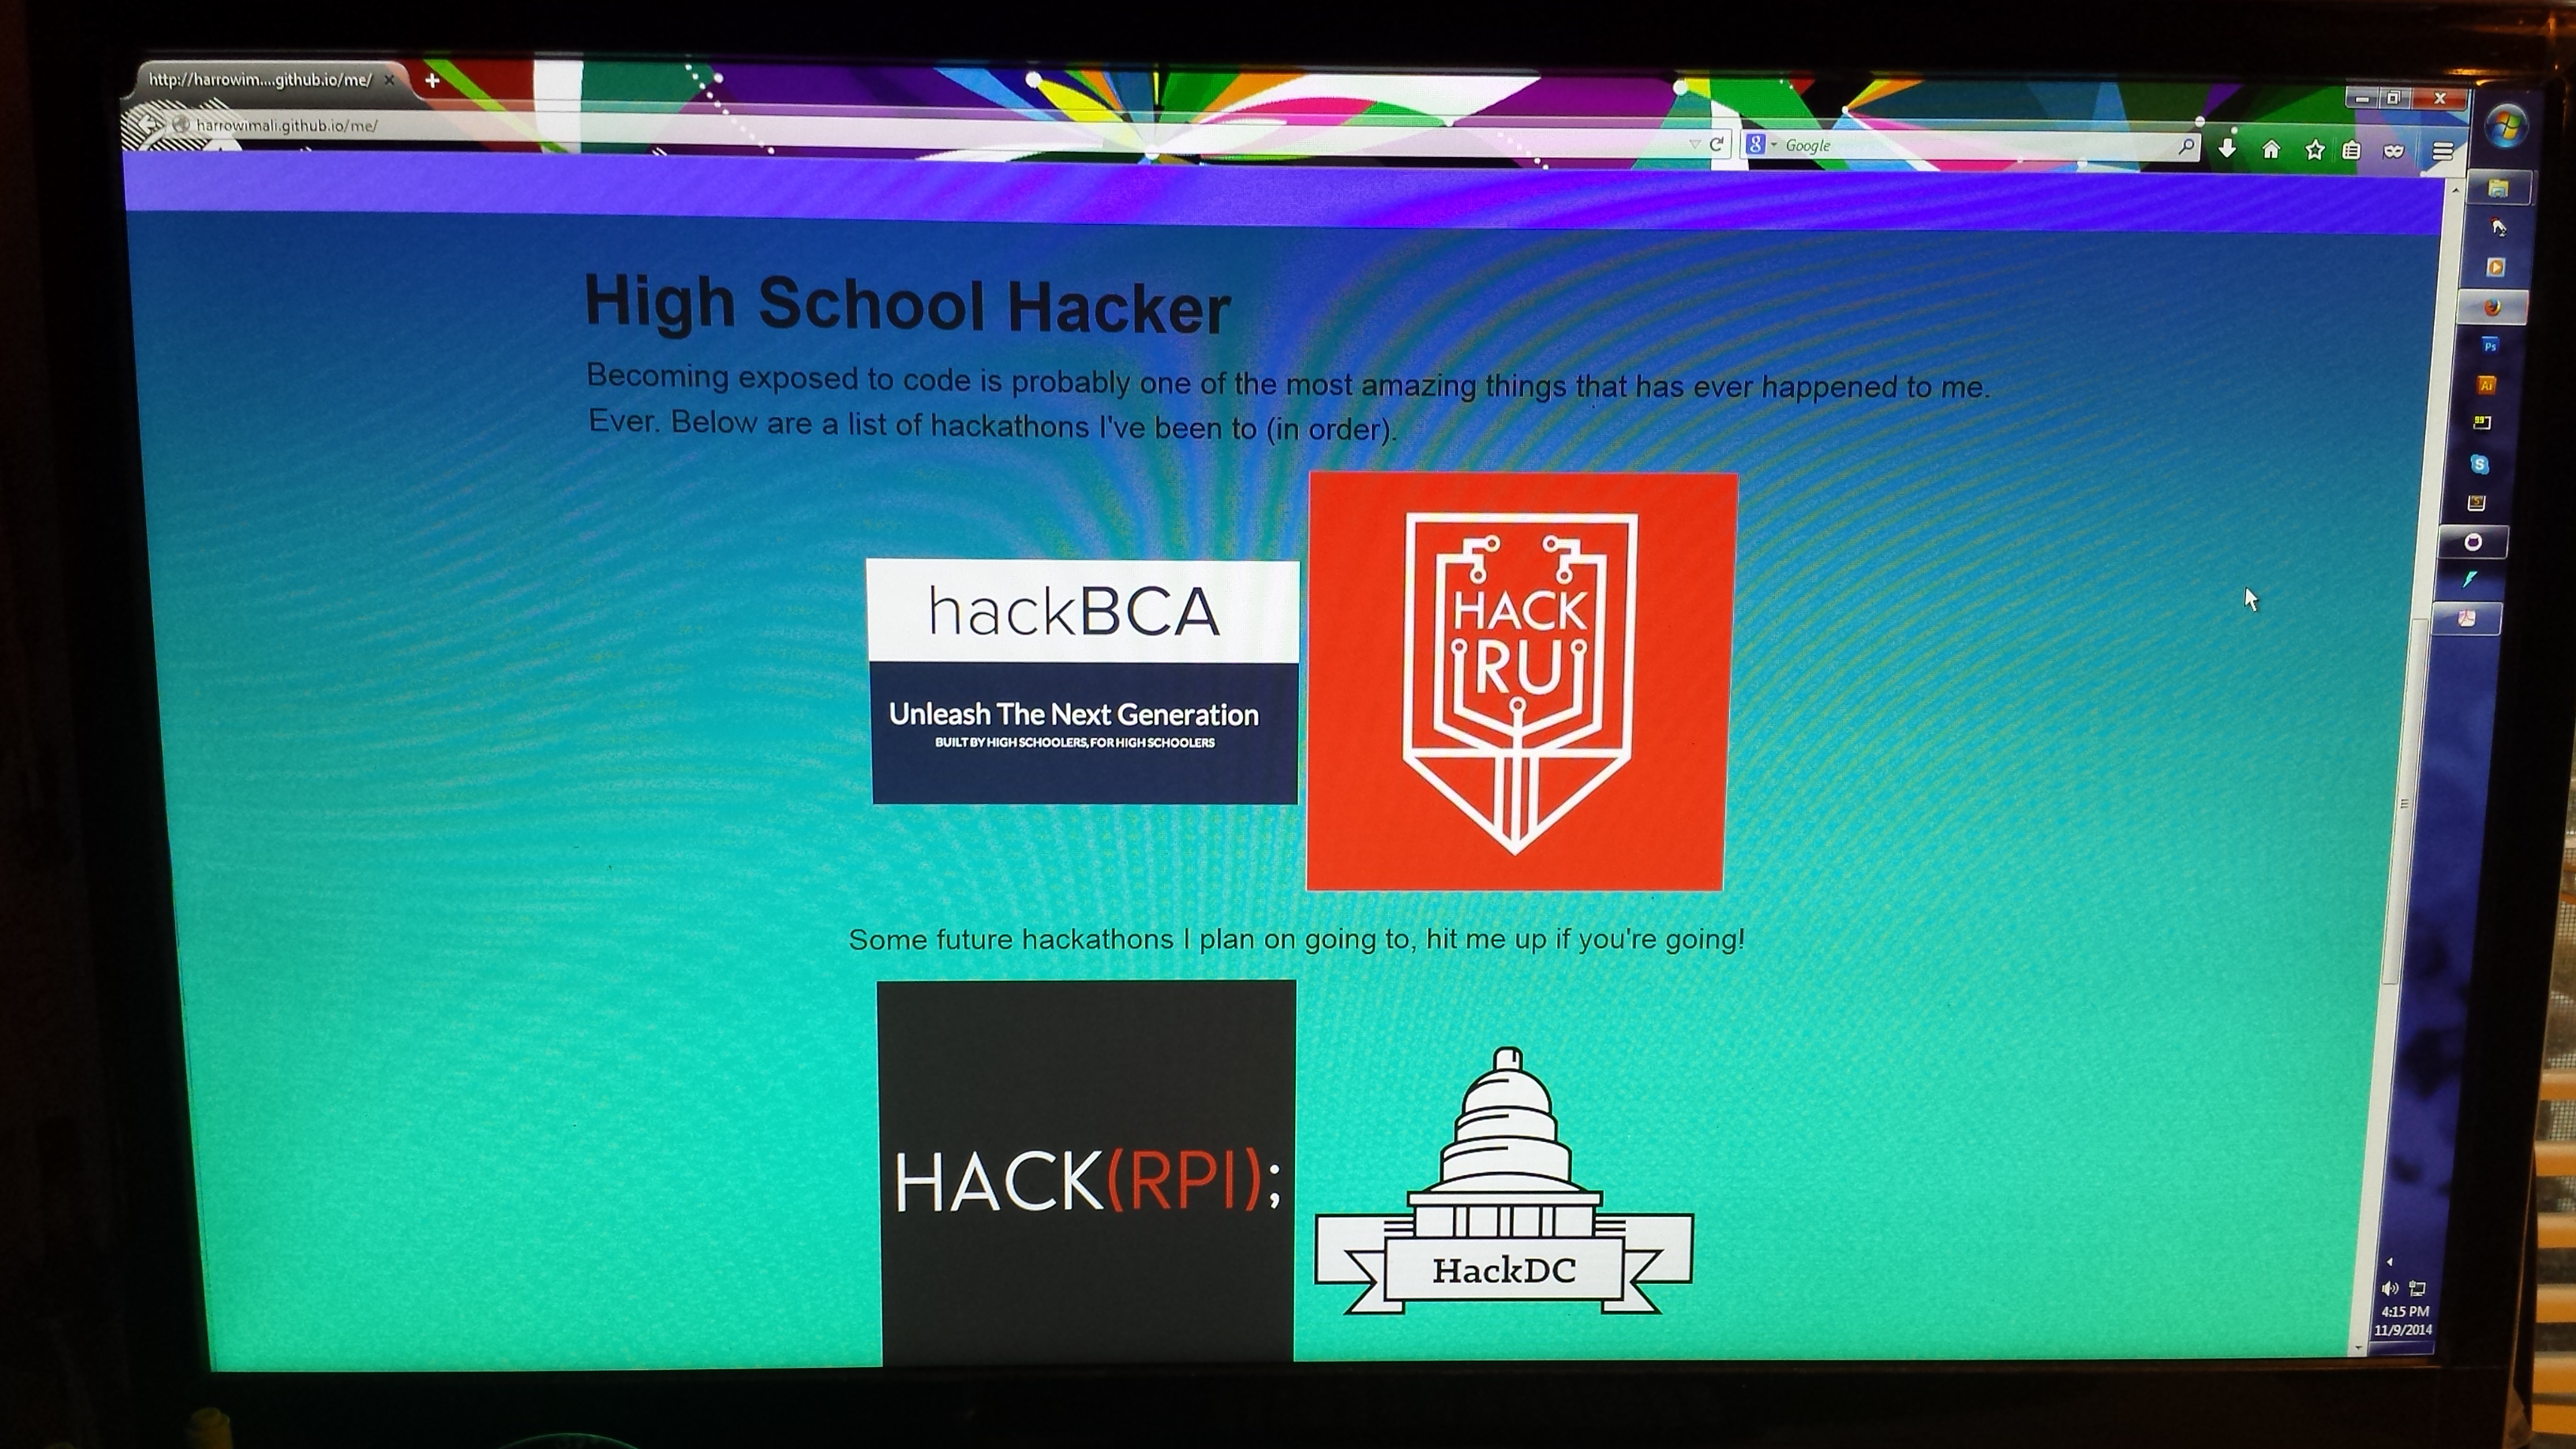 http://harrowim....github.io/me/
harrowimali.github.io/me/
Google
High School Hacker
Becoming exposed to code is probably one of the most amazing things that has ever happened to me.
Ever. Below are a list of hackathons I've been to (in order).
hackBCA
Unleash The Next Generation
BUILT BY HIGH SCHOOLERS, FOR HIGH SCHOOLERS
HACK
RU
Some future hackathons I plan on going to, hit me up if you're going!
HACK(RPI);
HackDC
Ps
Ai
4:15 PM
11/9/2014